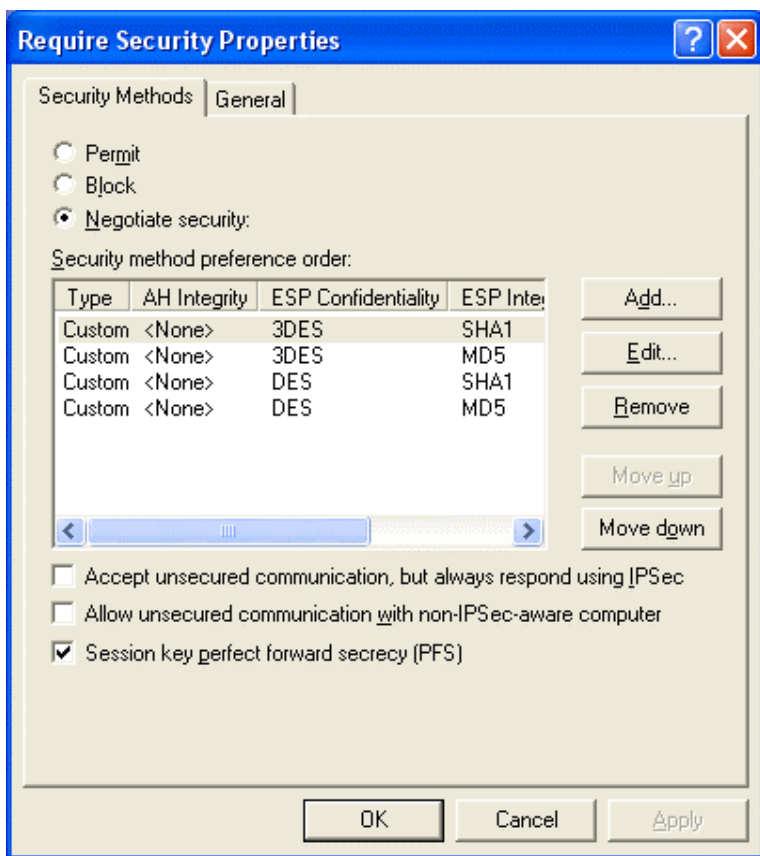 Require Security Properties
Security Methods General
Permit
Block
Negotiate security:
Security method preference order:
Type AH Integrity ESP Confidentiality ESP Integ
Custom <None> 3DES SHA1
Custom <None> 3DES MD5
Custom <None> DES SHA1
Custom <None> DES MD5
Add...
Edit...
Remove
Move up
Move down
Accept unsecured communication, but always respond using IPSec
Allow unsecured communication with non-IPSec-aware computer
Session key perfect forward secrecy (PFS)
OK Cancel Apply